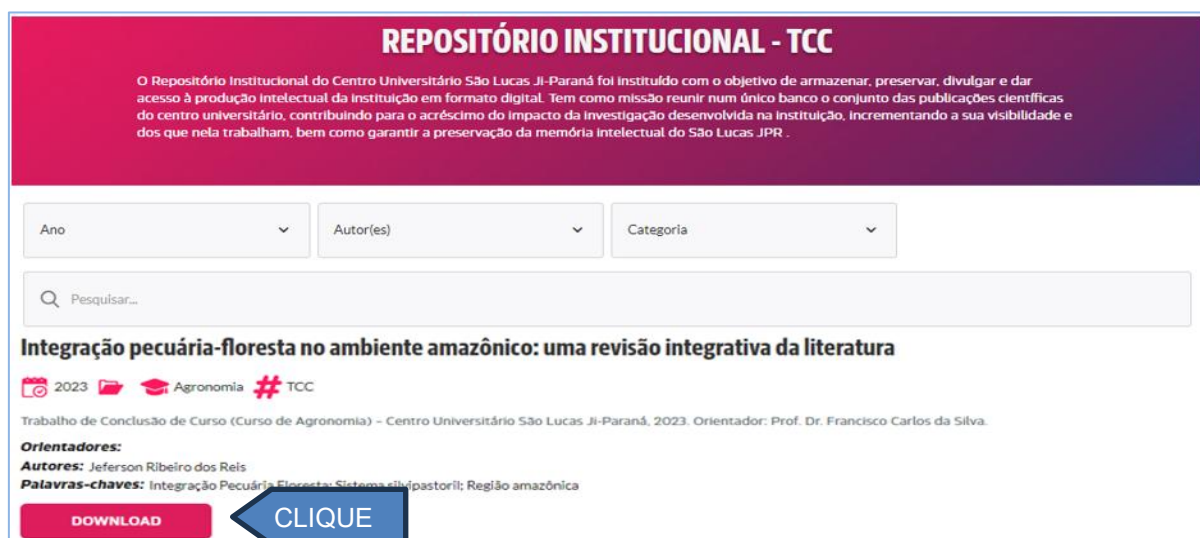 REPOSITÓRIO INSTITUCIONAL - TCC
O Repositório Institucional do Centro Universitário São Lucas Ji-Paraná foi instituído com o objetivo de armazenar, preservar, divulgar e dar
acesso à produção intelectual da instituição em formato digital. Tem como missão reunir num único banco o conjunto das publicações científicas
do centro universitário, contribuindo para o acréscimo do impacto da investigação desenvolvida na instituição, incrementando a sua visibilidade e
dos que nela trabalham, bem como garantir a preservação da memória intelectual do São Lucas JPR .
Ano Autor(es) Categoria
Pesquisar...
Integração pecuária-floresta no ambiente amazônico: uma revisão integrativa da literatura
2023 Agronomia # TCC
Trabalho de Conclusão de Curso (Curso de Agronomia) – Centro Universitário São Lucas Ji-Paraná, 2023. Orientador: Prof. Dr. Francisco Carlos da Silva.
Orientadores:
Autores: Jeferson Ribeiro dos Reis
Palavras-chaves: Integração Pecuária Floresta; Sistema silvipastoril; Região amazônica
DOWNLOAD CLIQUE